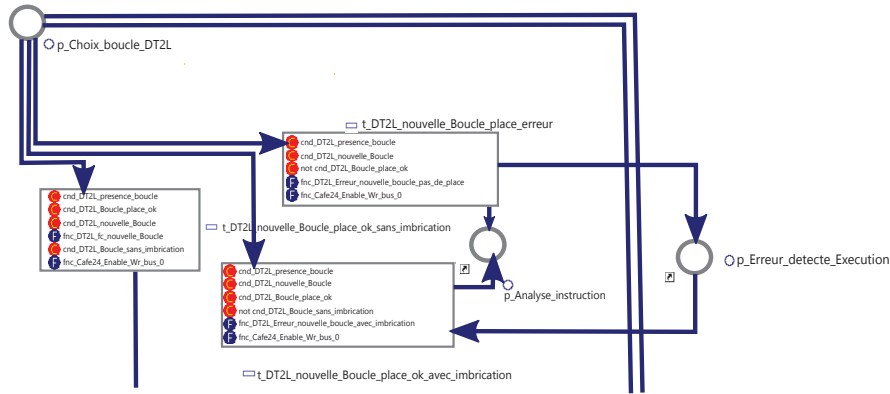 p_Choix_boucle_DT2L
t_DT2L_nouvelle_Boucle_place_erreur
C cnd_DT2L_presence_boucle
C cnd_DT2L_nouvelle_Boucle
C not cnd_DT2L_Boucle_place_ok
F fnc_DT2L_Erreur_nouvelle_boucle_pas_de_place
F fnc_Cafe24_Enable_Wr_bus_0
C cnd_DT2L_presence_boucle
C cnd_DT2L_Boucle_place_ok
C cnd_DT2L_nouvelle_Boucle
F fnc_DT2L_fc_nouvelle_Boucle
C cnd_DT2L_Boucle_sans_imbrication
F fnc_Cafe24_Enable_Wr_bus_0
t_DT2L_nouvelle_Boucle_place_ok_sans_imbrication
C cnd_DT2L_presence_boucle
C cnd_DT2L_nouvelle_Boucle
C cnd_DT2L_Boucle_place_ok
C not cnd_DT2L_Boucle_sans_imbrication
F fnc_DT2L_Erreur_nouvelle_boucle_avec_imbrication
F fnc_Cafe24_Enable_Wr_bus_0
p_Analyse_instruction
p_Erreur_detecte_Execution
t_DT2L_nouvelle_Boucle_place_ok_avec_imbrication